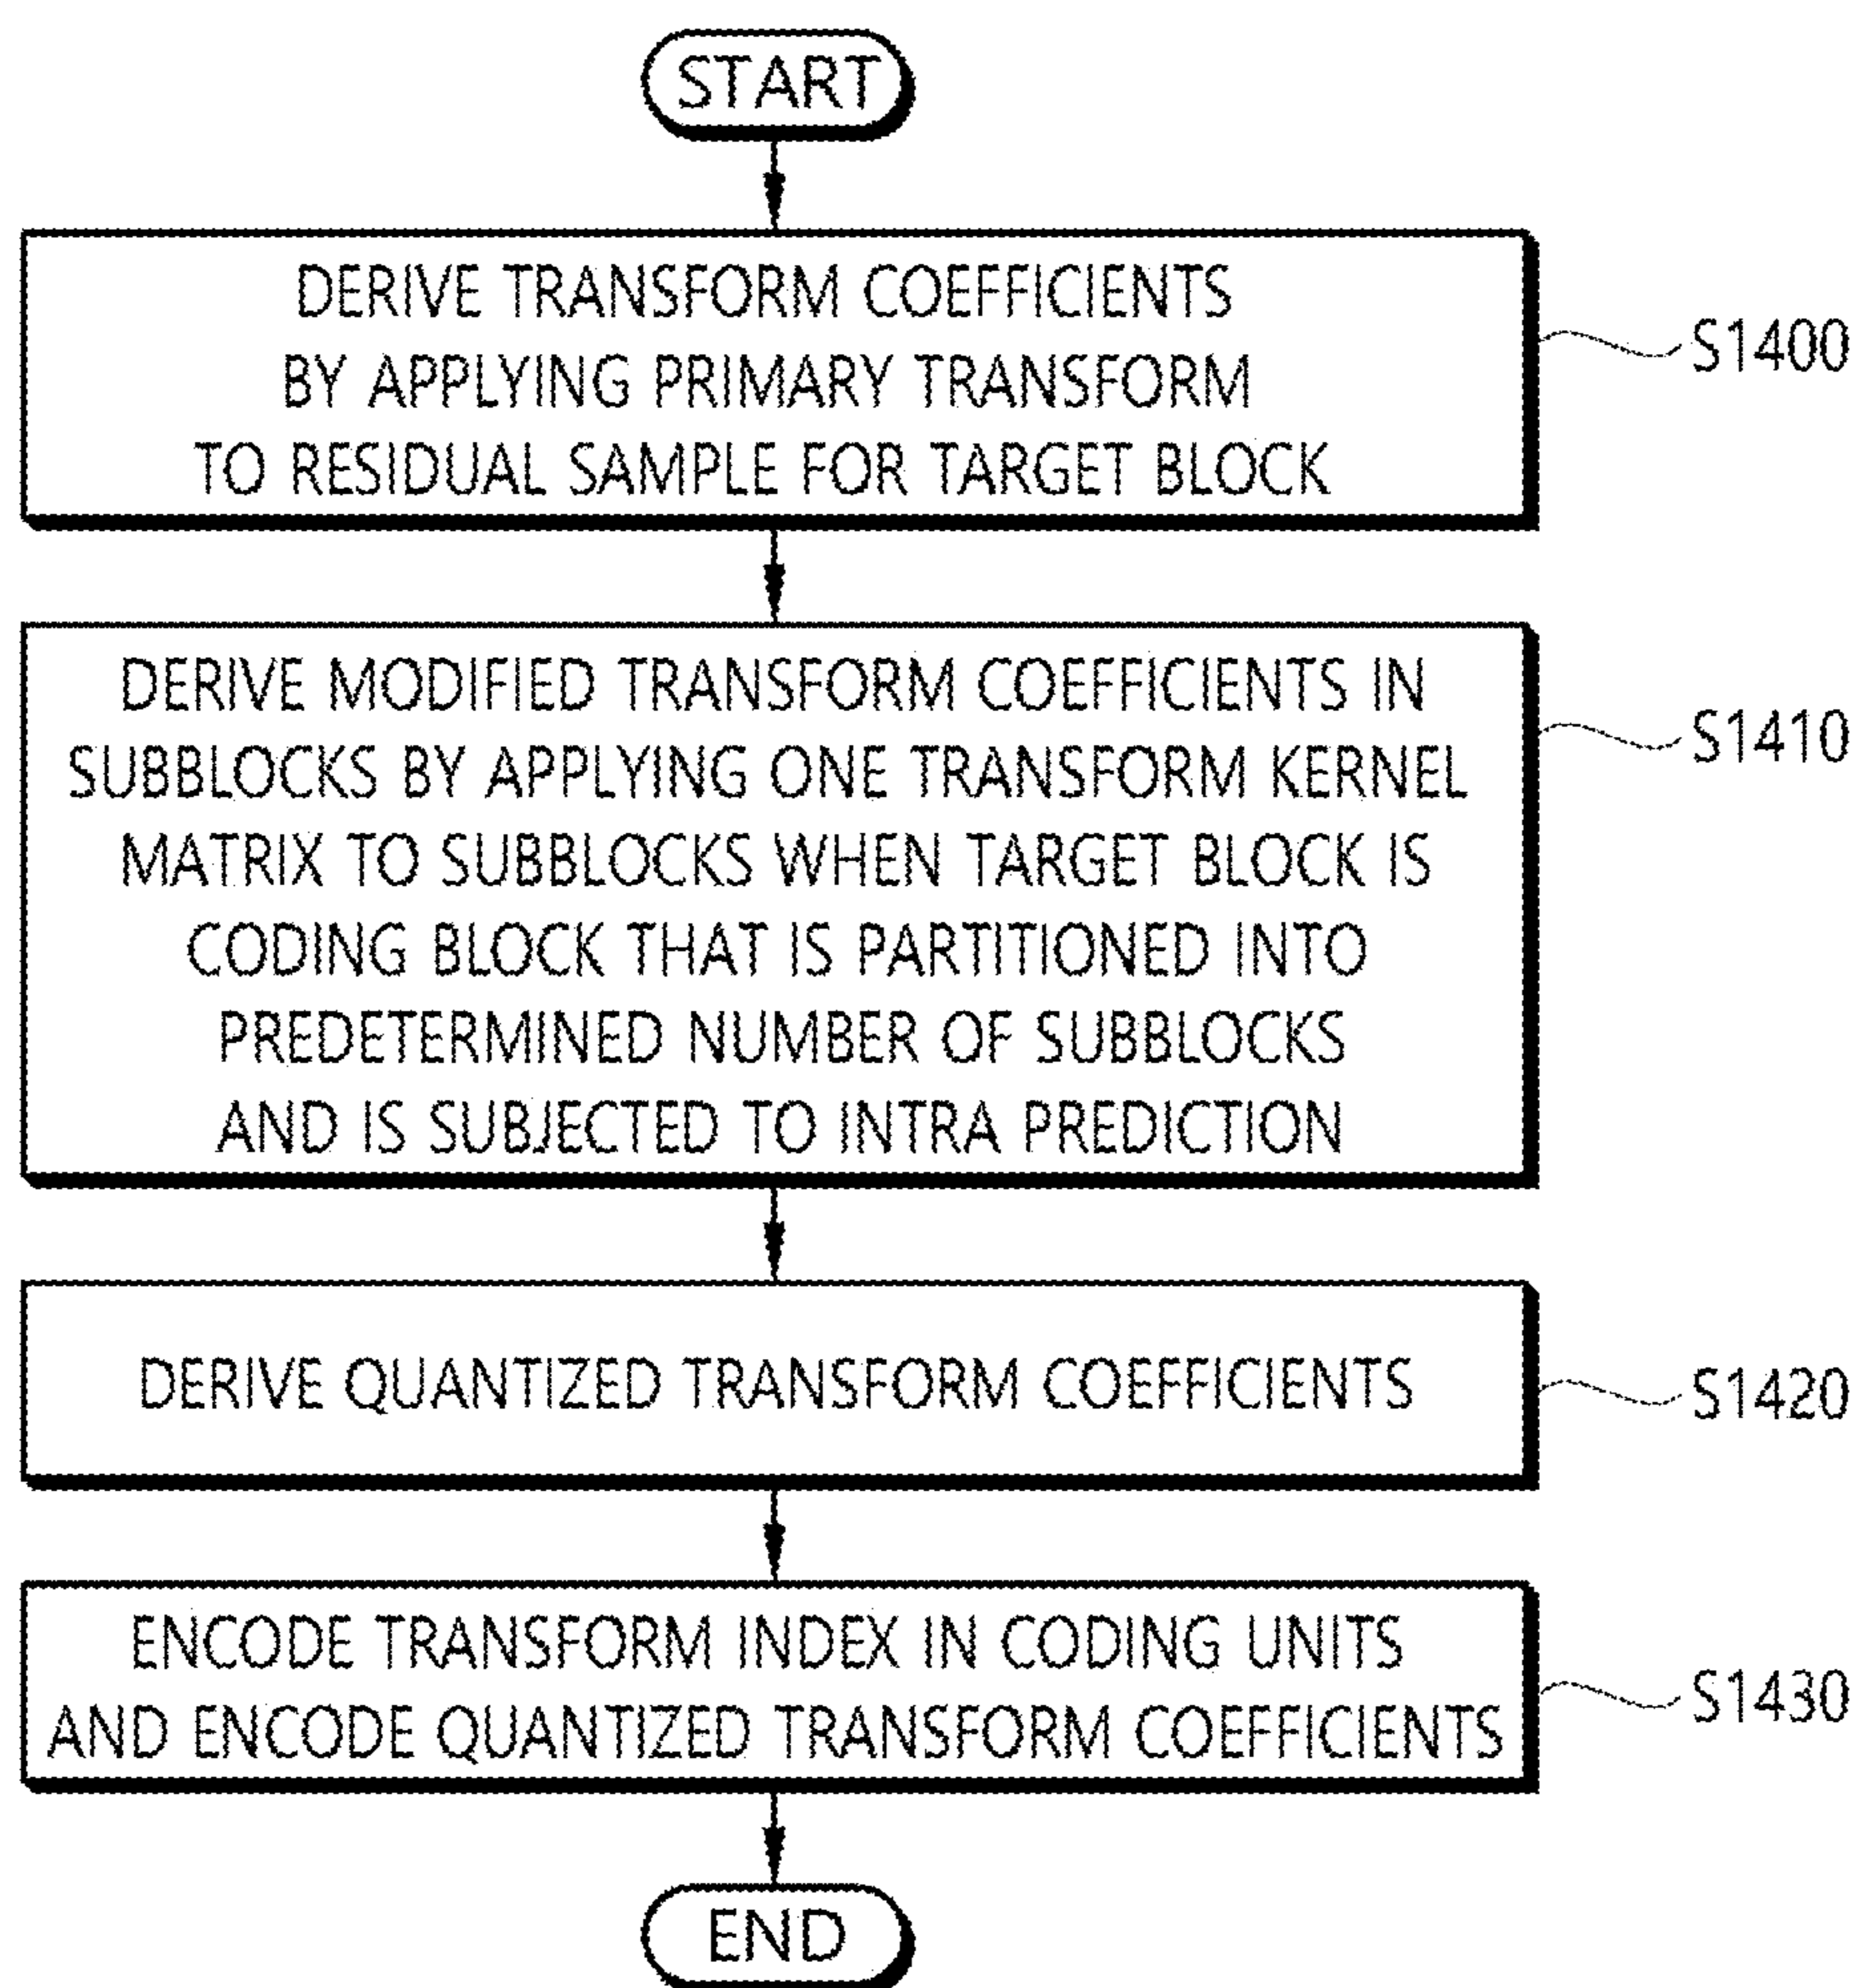 START
DERIVE TRANSFORM COEFFICIENTS
BY APPLYING PRIMARY TRANSFORM
TO RESIDUAL SAMPLE FOR TARGET BLOCK
S1400
DERIVE MODIFIED TRANSFORM COEFFICIENTS IN
SUBBLOCKS BY APPLYING ONE TRANSFORM KERNEL
MATRIX TO SUBBLOCKS WHEN TARGET BLOCK IS
CODING BLOCK THAT IS PARTITIONED INTO
PREDETERMINED NUMBER OF SUBBLOCKS
AND IS SUBJECTED TO INTRA PREDICTION
S1410
DERIVE QUANTIZED TRANSFORM COEFFICIENTS
S1420
ENCODE TRANSFORM INDEX IN CODING UNITS
AND ENCODE QUANTIZED TRANSFORM COEFFICIENTS
S1430
END